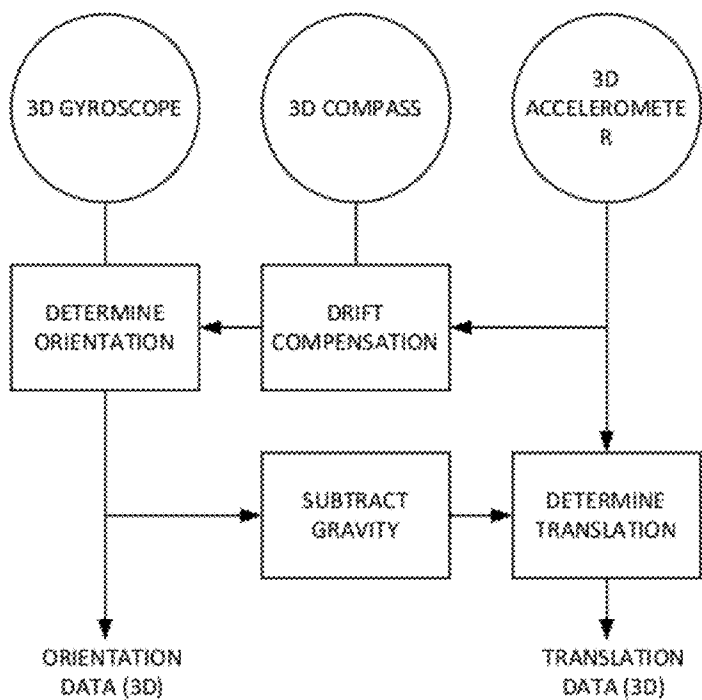 3D GYROSCOPE
3D COMPASS
3D
ACCELEROMETE
R
DETERMINE
ORIENTATION
DRIFT
COMPENSATION
SUBTRACT
GRAVITY
DETERMINE
TRANSLATION
ORIENTATION
DATA (3D)
TRANSLATION
DATA (3D)